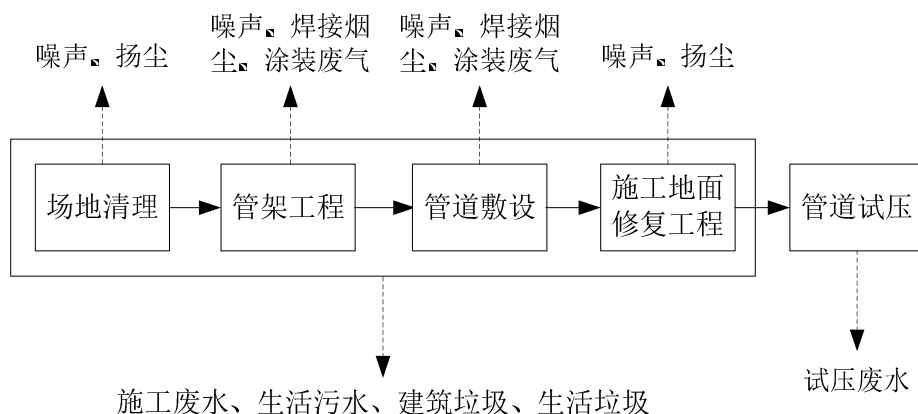 噪声、扬尘
噪声、焊接烟
尘、涂装废气
噪声、焊接烟
尘、涂装废气
噪声、扬尘
场地清理
管架工程
管道敷设
施工地面
修复工程
管道试压
施工废水、生活污水、建筑垃圾、生活垃圾
试压废水